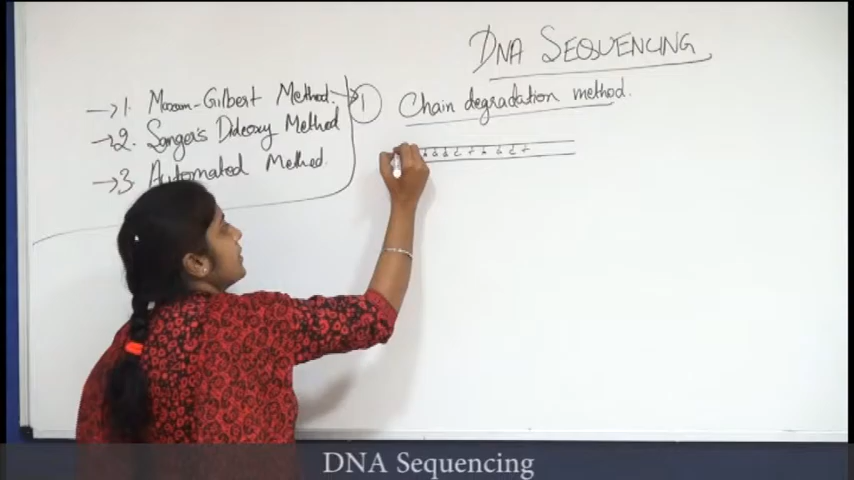 DNA SEQUENCING
→1. Maxam-Gilbert Method.
→2. Sanger's Dideoxy Method
→3. Automated Method.
1 Chain degradation method.
DNA Sequencing